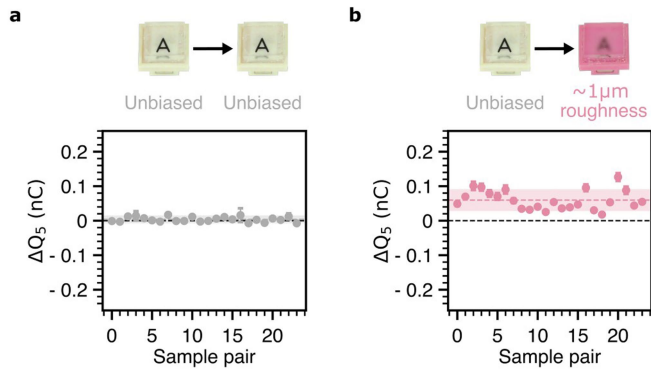 a
A
A
Unbiased
Unbiased
ΔQ5 (nC)
0.2
0.1
0
- 0.1
- 0.2
0
5
10
15
20
Sample pair
b
A
A
Unbiased
~1μm
roughness
ΔQ5 (nC)
0.2
0.1
0
- 0.1
- 0.2
0
5
10
15
20
Sample pair